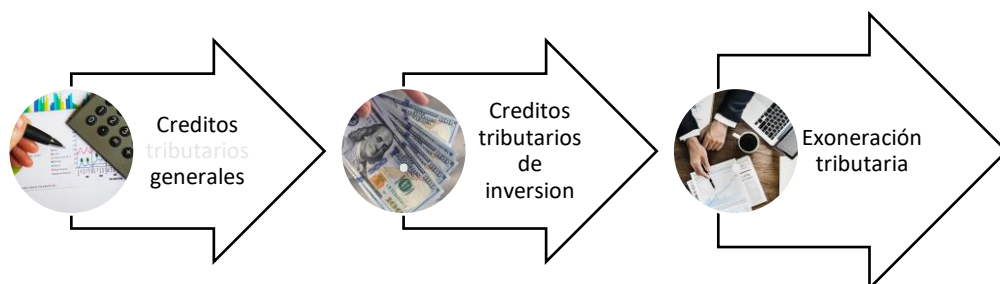 Creditos
tributarios
generales
Creditos
tributarios
de
inversion
Exoneración
tributaria